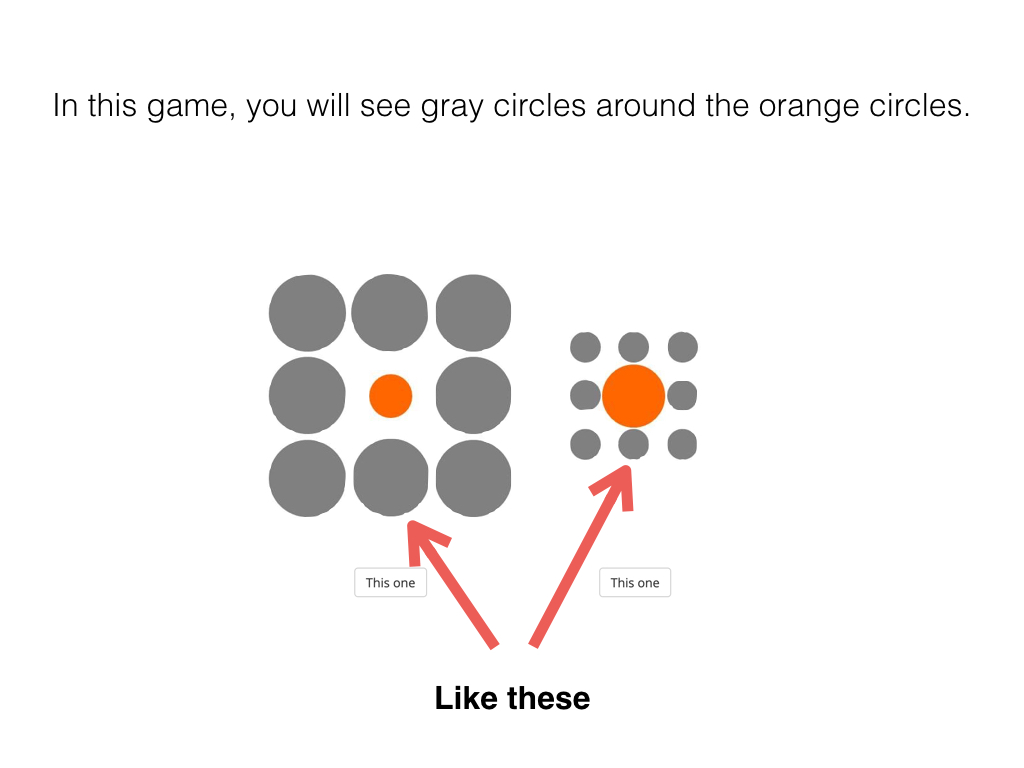 In this game, you will see gray circles around the orange circles.
This one
This one
Like these